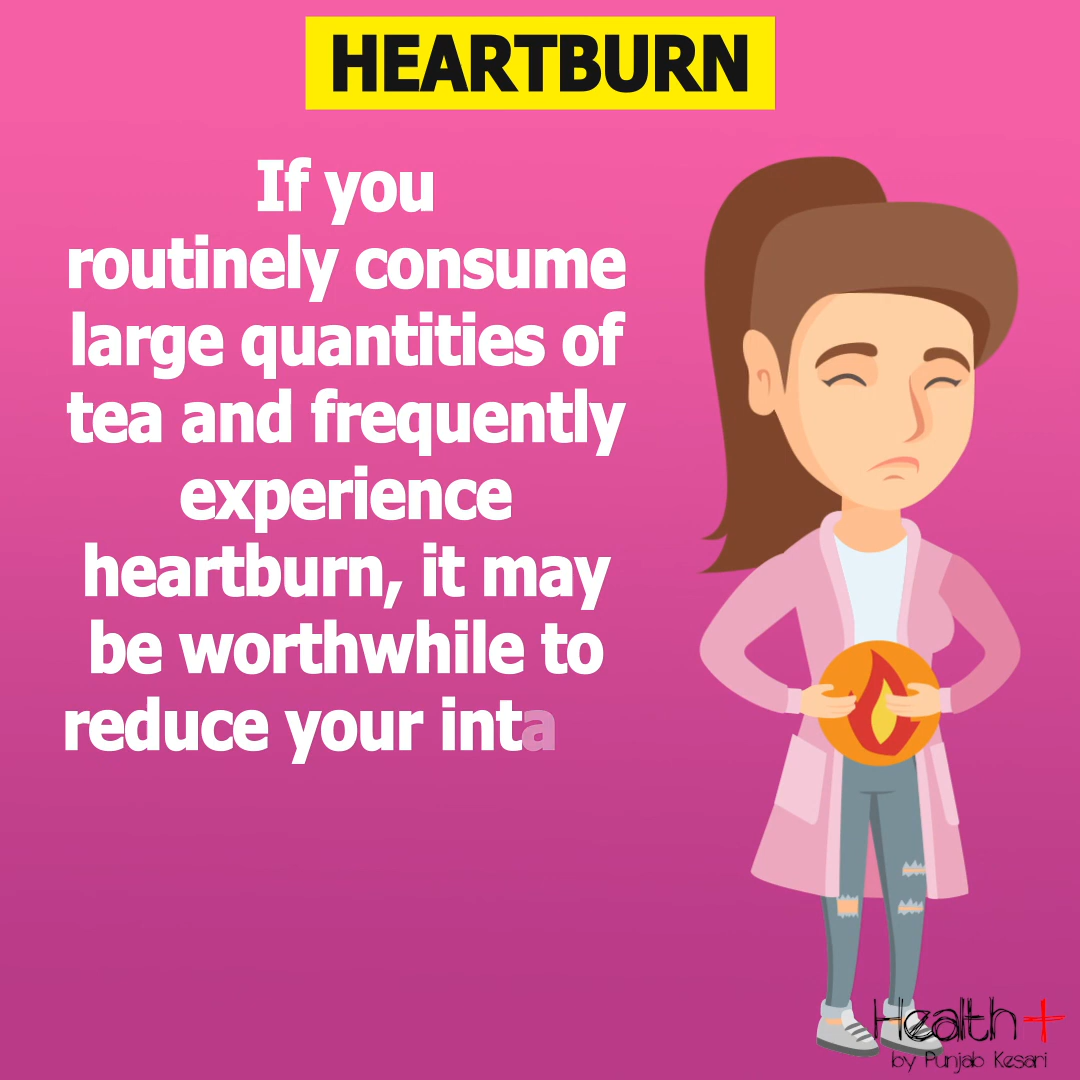 HEARTBURN
If you
routinely consume
large quantities of
tea and frequently
experience
heartburn, it may
be worthwhile to
reduce your inta
Health+
by Punjab Kesari